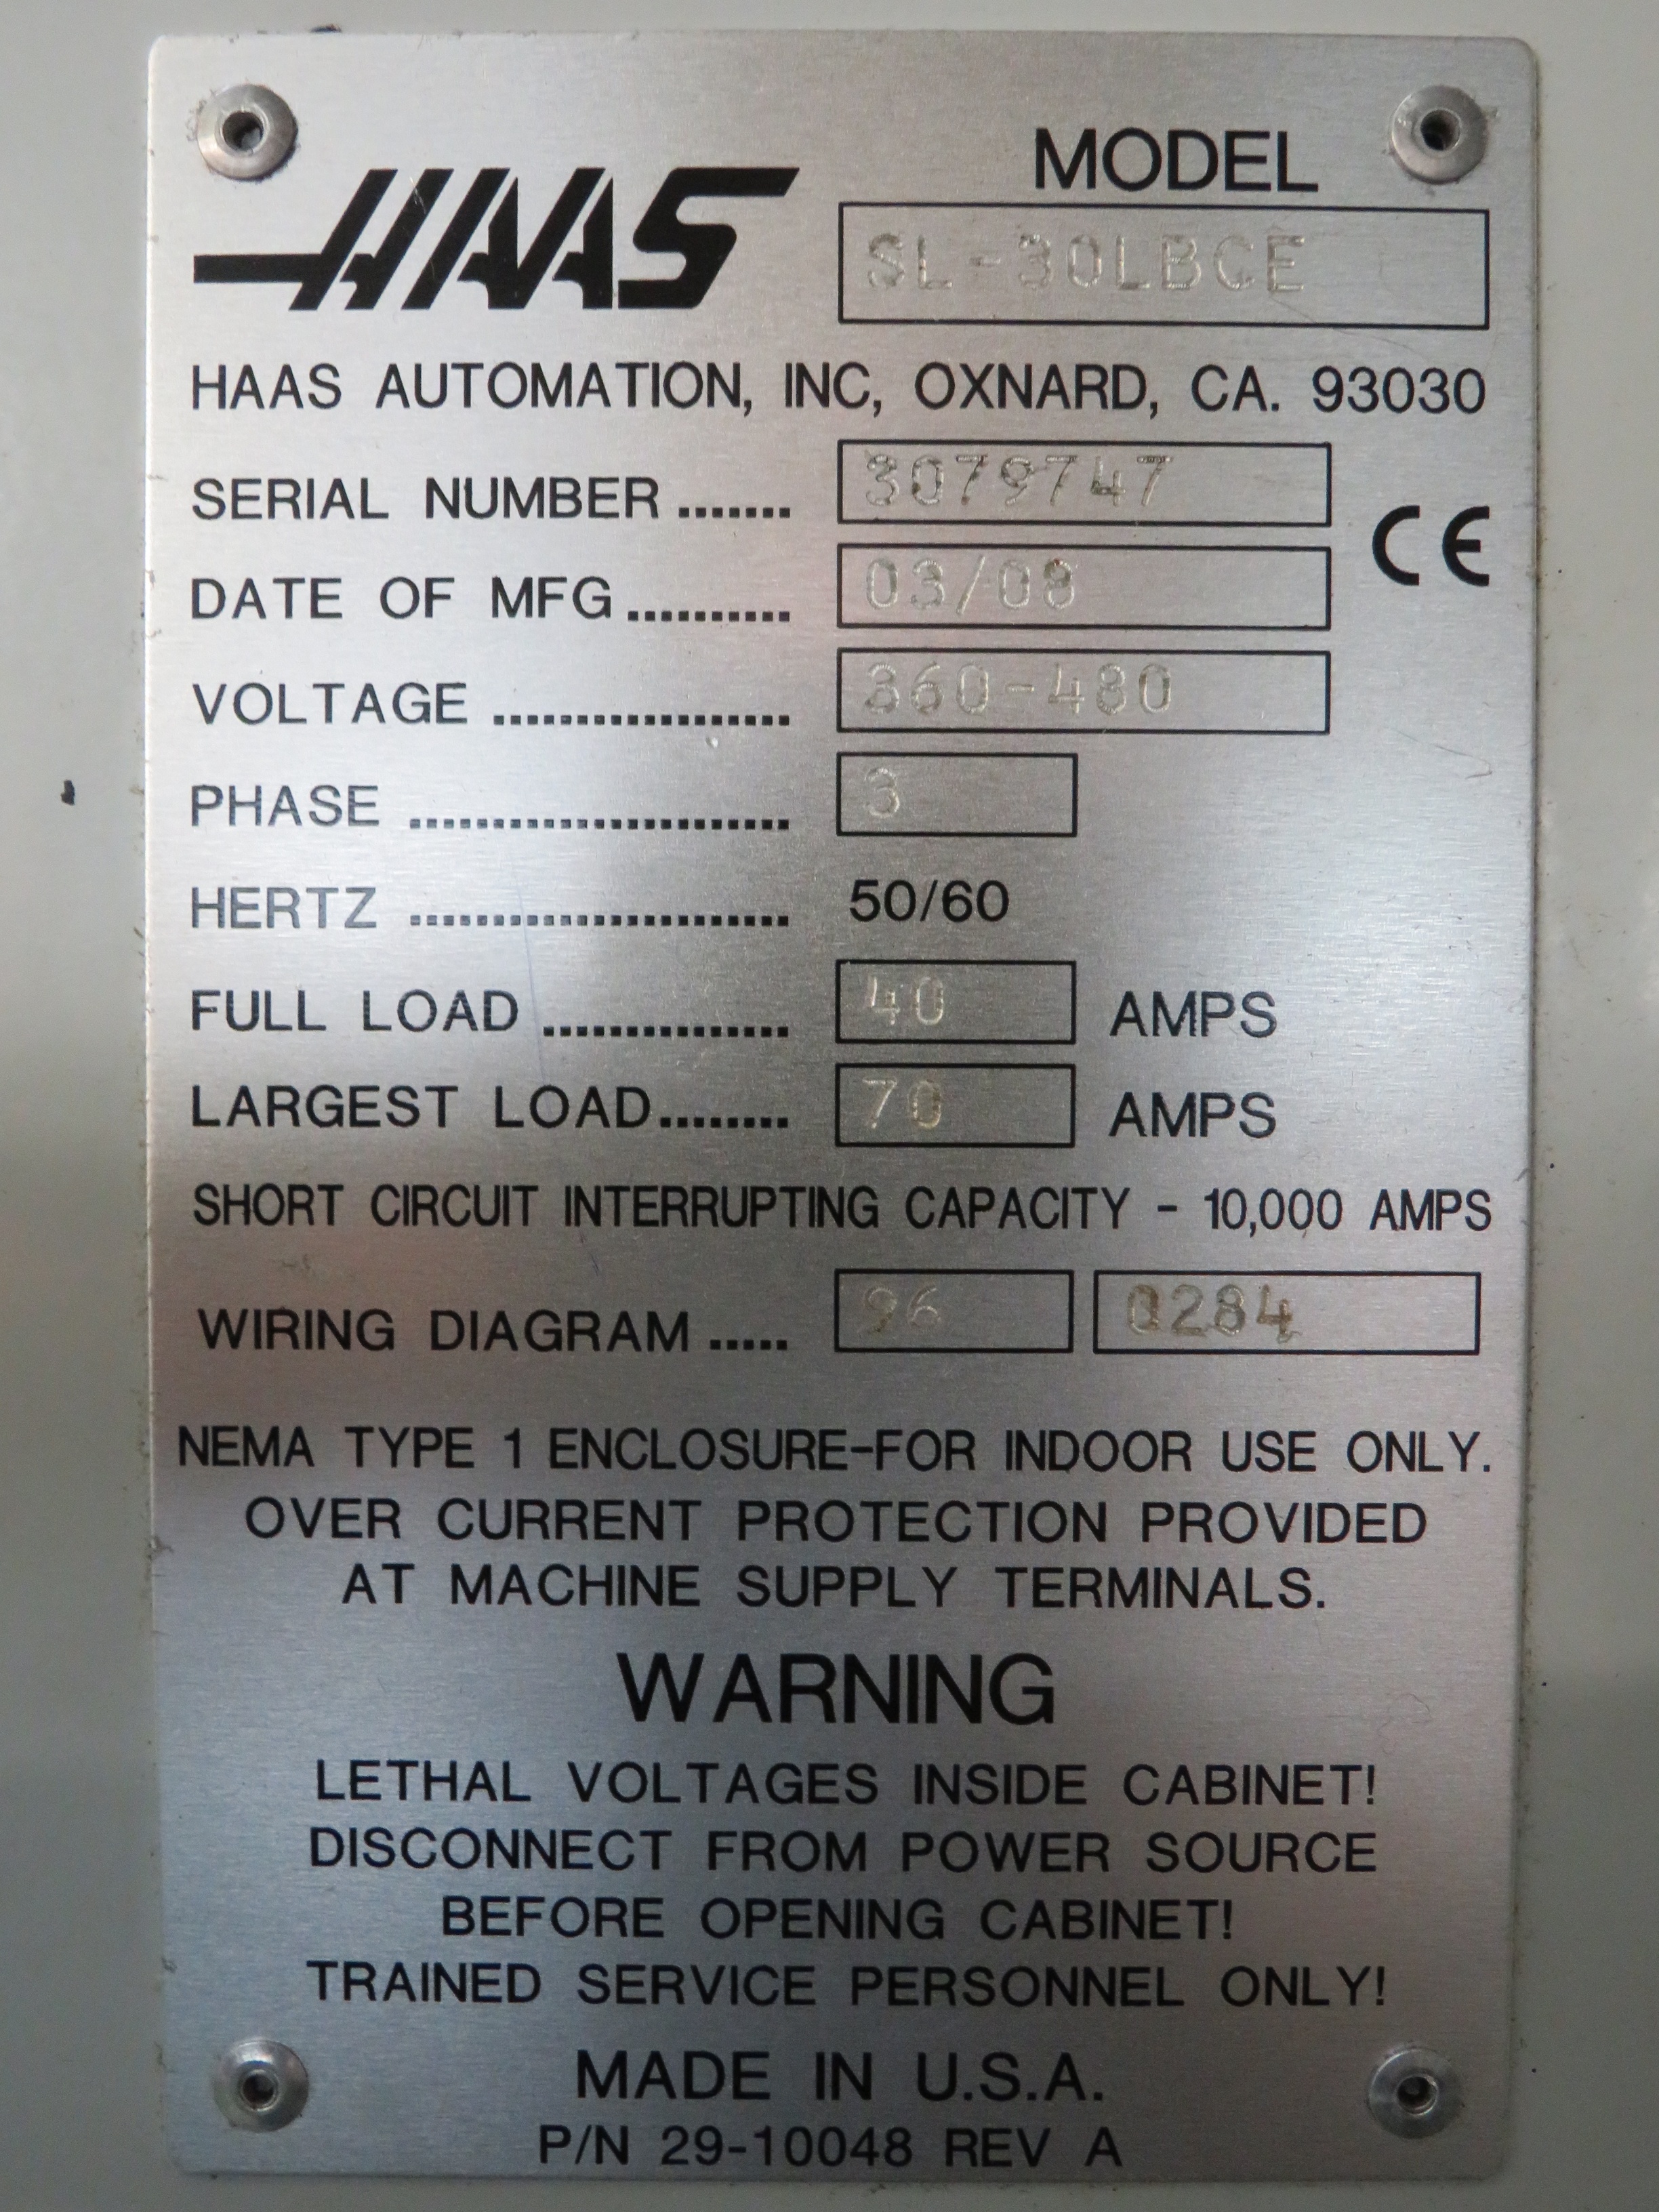 HAAS
MODEL
SL-30LBCE
HAAS AUTOMATION, INC, OXNARD, CA. 93030
SERIAL NUMBER ....... 3079747
CE
DATE OF MFG .......... 03/08
VOLTAGE ................... 360-480
PHASE ........................ 3
HERTZ ........................ 50/60
FULL LOAD ................ 40 AMPS
LARGEST LOAD........ 70 AMPS
SHORT CIRCUIT INTERRUPTING CAPACITY - 10,000 AMPS
WIRING DIAGRAM ..... 96 0284
NEMA TYPE 1 ENCLOSURE-FOR INDOOR USE ONLY.
OVER CURRENT PROTECTION PROVIDED
AT MACHINE SUPPLY TERMINALS.
WARNING
LETHAL VOLTAGES INSIDE CABINET!
DISCONNECT FROM POWER SOURCE
BEFORE OPENING CABINET!
TRAINED SERVICE PERSONNEL ONLY!
MADE IN U.S.A.
P/N 29-10048 REV A